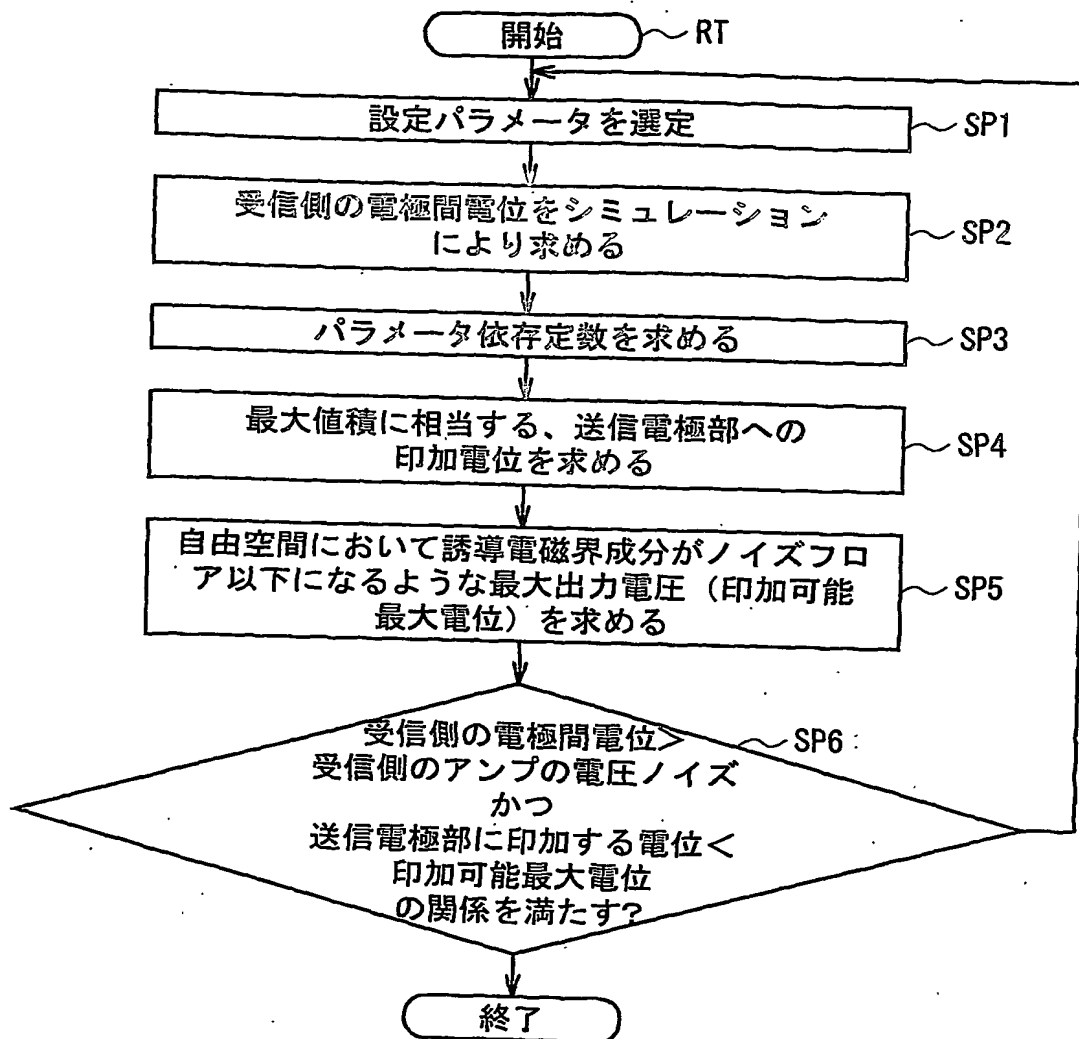 開始
RT
設定パラメータを選定
SP1
受信側の電極間電位をシミュレーション
により求める
SP2
パラメータ依存定数を求める
SP3
最大値積に相当する、送信電極部への
印加電位を求める
SP4
自由空間において誘導電磁界成分がノイズフロ
ア以下になるような最大出力電圧（印加可能
最大電位）を求める
SP5
受信側の電極間電位＞
SP6
受信側のアンプの電圧ノイズ
かつ
送信電極部に印加する電位＜
印加可能最大電位
の関係を満たす?
終了